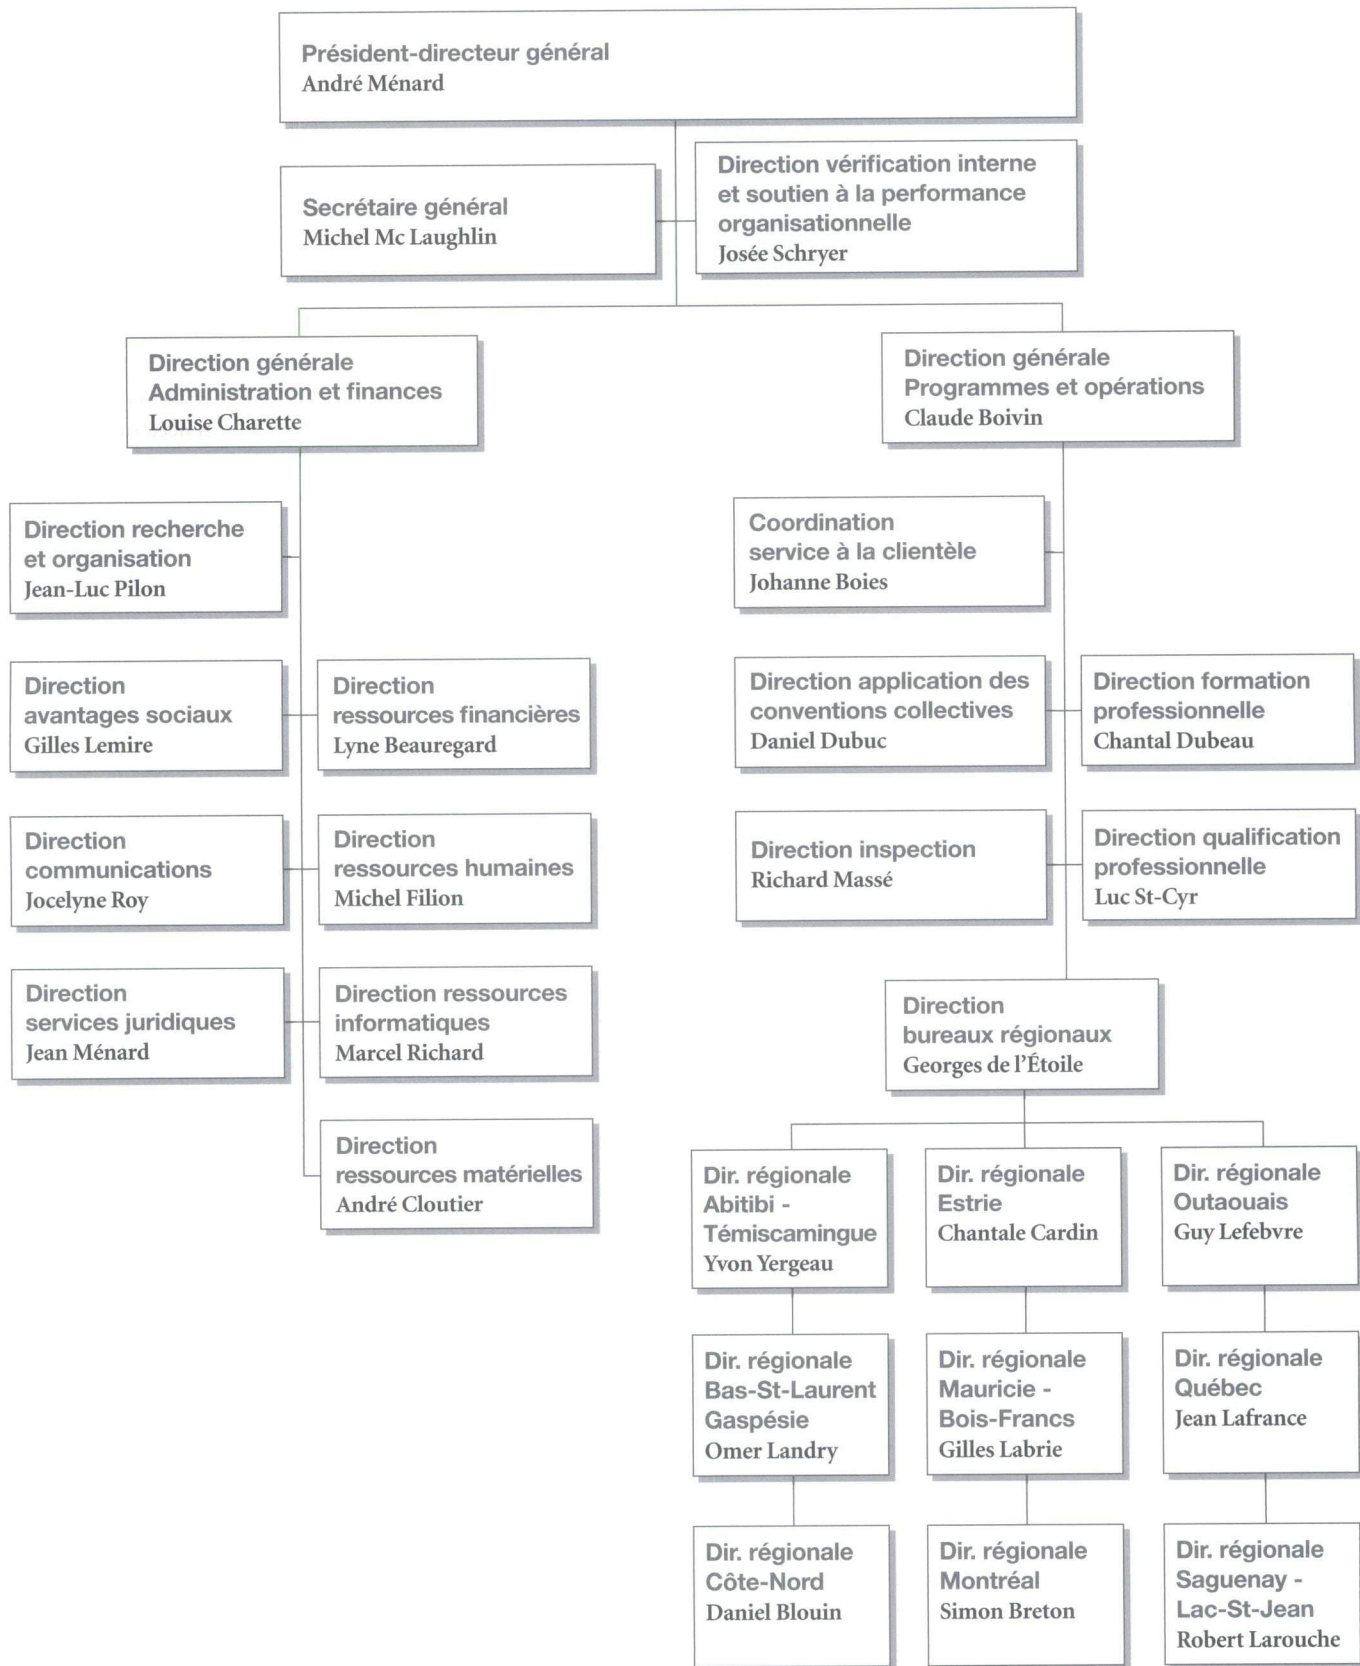 Président-directeur général
André Ménard
Secrétaire général
Michel Mc Laughlin
Direction vérification interne
et soutien à la performance
organisationnelle
Josée Schryer
Direction générale
Administration et finances
Louise Charette
Direction générale
Programmes et opérations
Claude Boivin
Direction recherche
et organisation
Jean-Luc Pilon
Direction
avantages sociaux
Gilles Lemire
Direction
ressources financières
Lyne Beauregard
Direction
communications
Jocelyne Roy
Direction
ressources humaines
Michel Filion
Direction
services juridiques
Jean Ménard
Direction ressources
informatiques
Marcel Richard
Direction
ressources matérielles
André Cloutier
Coordination
service à la clientèle
Johanne Boies
Direction application des
conventions collectives
Daniel Dubuc
Direction formation
professionnelle
Chantal Dubeau
Direction inspection
Richard Massé
Direction qualification
professionnelle
Luc St-Cyr
Direction
bureaux régionaux
Georges de l'Étoile
Dir. régionale
Abitibi -
Témiscamingue
Yvon Yergeau
Dir. régionale
Estrie
Chantale Cardin
Dir. régionale
Outaouais
Guy Lefebvre
Dir. régionale
Bas-St-Laurent
Gaspésie
Omer Landry
Dir. régionale
Mauricie -
Bois-Francs
Gilles Labrie
Dir. régionale
Québec
Jean Lafrance
Dir. régionale
Côte-Nord
Daniel Blouin
Dir. régionale
Montréal
Simon Breton
Dir. régionale
Saguenay -
Lac-St-Jean
Robert Larouche